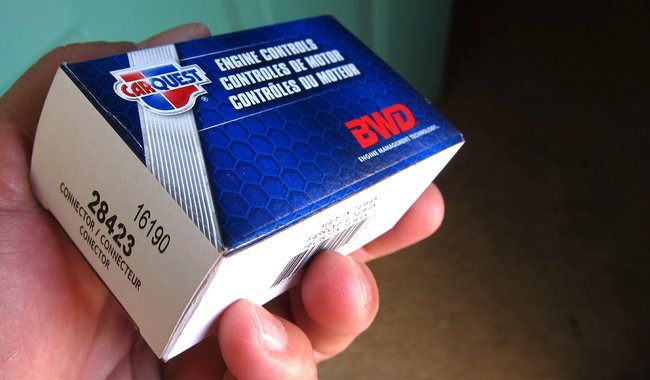 CARQUEST
ENGINE CONTROLS
CONTROLES DE MOTOR
CONTRÔLES DU MOTEUR
BWD
ENGINE MANAGEMENT TECHNOLOGY
16190
28423
CONNECTOR / CONNECTEUR
CONECTOR